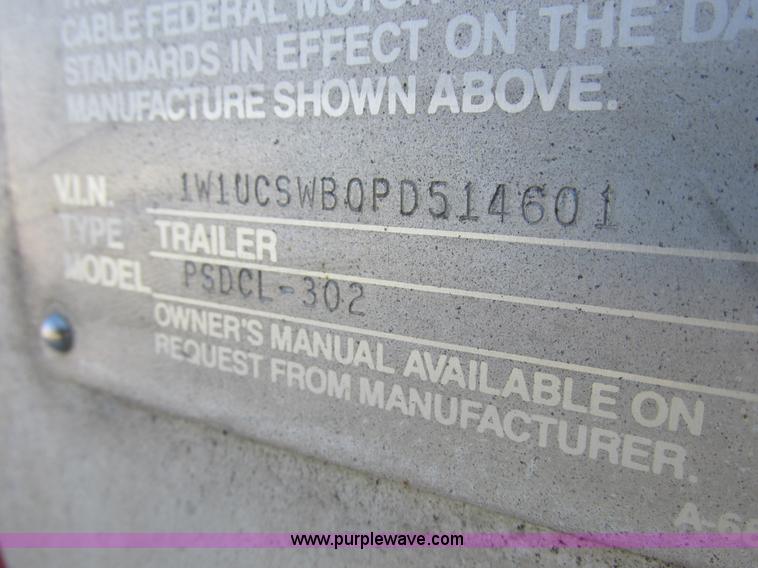 CABLE FEDERAL MOTOR
STANDARDS IN EFFECT ON THE DA
MANUFACTURE SHOWN ABOVE.
V.I.N. 1W1UCSWB0PD514601
TYPE TRAILER
MODEL PSDCL-302
OWNER'S MANUAL AVAILABLE ON
REQUEST FROM MANUFACTURER.
www.purplewave.com